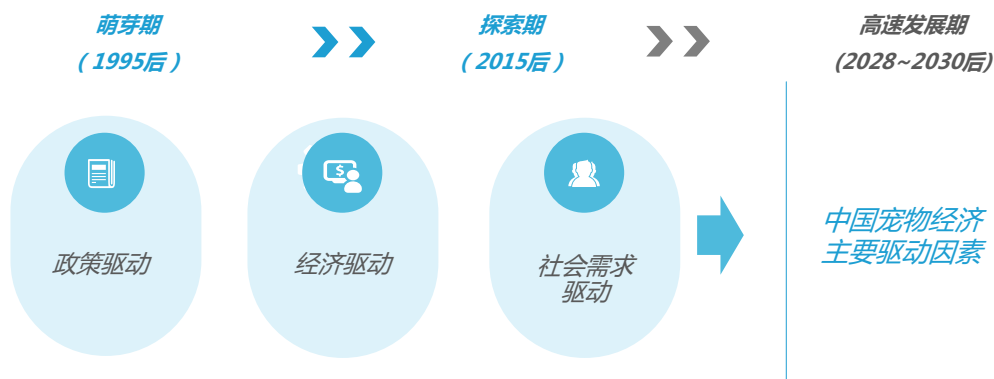 萌芽期
（1995后）
探索期
（2015后）
高速发展期
(2028~2030后)
政策驱动
$
经济驱动
社会需求
驱动
中国宠物经济
主要驱动因素